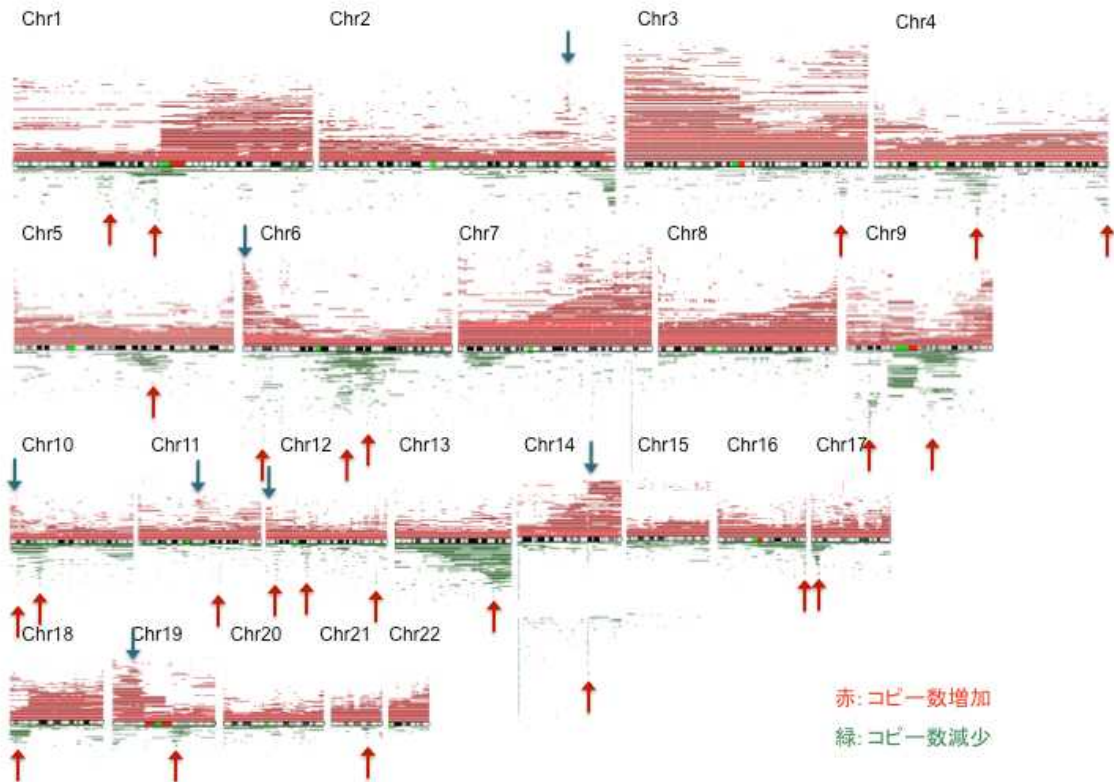 Chr1
Chr2
Chr3
Chr4
Chr5
Chr6
Chr7
Chr8
Chr9
Chr10
Chr11
Chr12
Chr13
Chr14
Chr15
Chr16
Chr17
Chr18
Chr19
Chr20
Chr21
Chr22
赤: コピー数増加
緑: コピー数減少